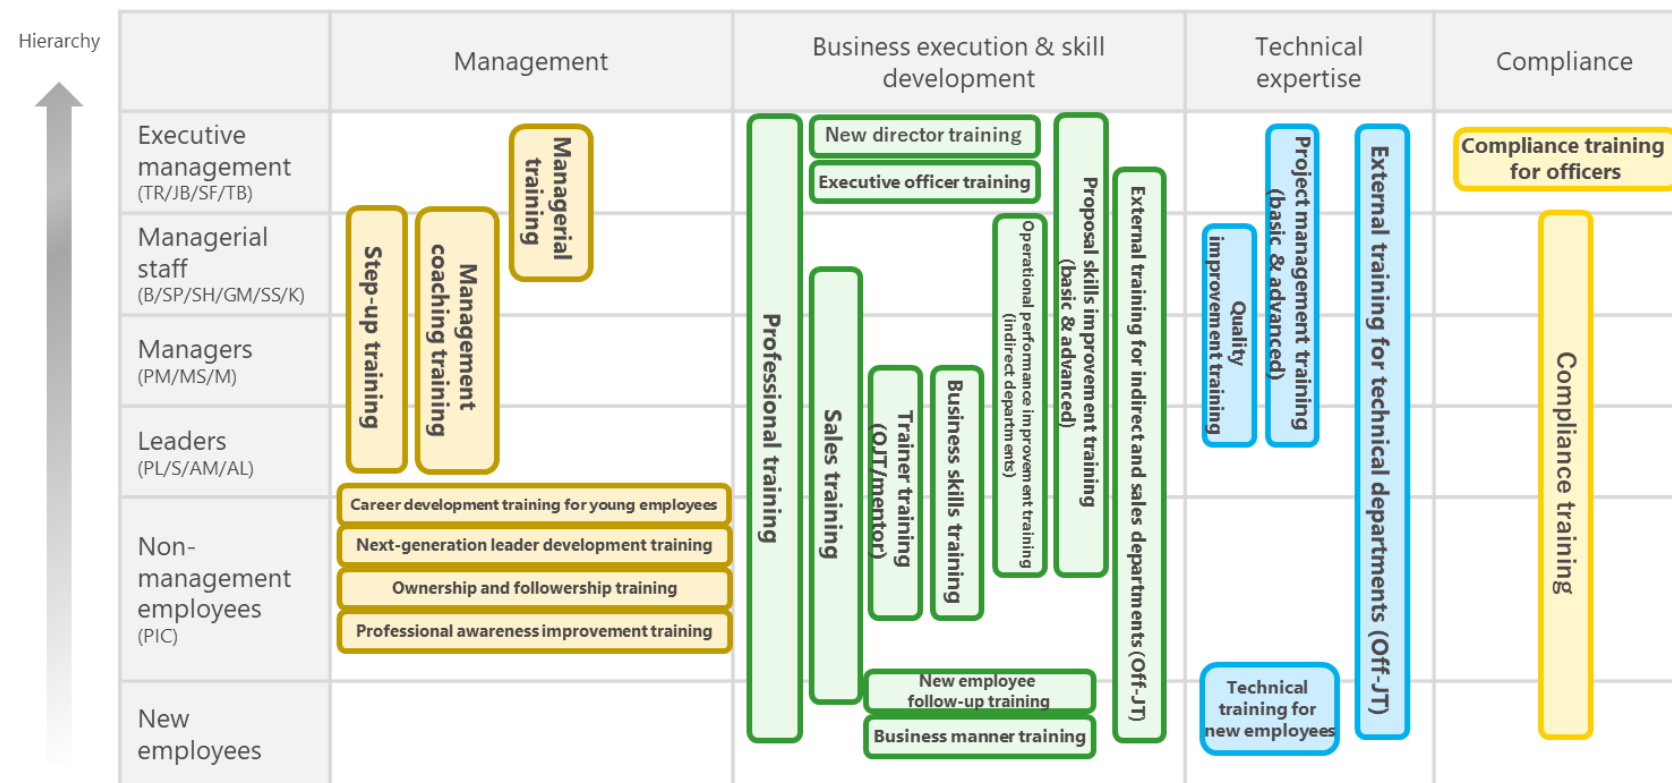 Hierarchy
Management
Business execution & skill
development
Technical
expertise
Compliance
Executive
management
(TR/JB/SF/TB)
Managerial
staff
(B/SP/SH/GM/SS/K)
Managers
(PM/MS/M)
Leaders
(PL/S/AM/AL)
Non-
management
employees
(PIC)
New
employees
Step-up training
Management
coaching training
Managerial
training
Career development training for young employees
Next-generation leader development training
Ownership and followership training
Professional awareness improvement training
Professional training
New director training
Executive officer training
Sales training
Trainer training
(OJT/mentor)
Business skills training
Operational performance improvement training
(indirect departments)
Proposal skills improvement training
(basic & advanced)
External training for indirect and sales departments (Off-JT)
New employee
follow-up training
Business manner training
Quality
improvement training
Project management training
(basic & advanced)
External training for technical departments (Off-JT)
Technical
training for
new employees
Compliance training
for officers
Compliance training